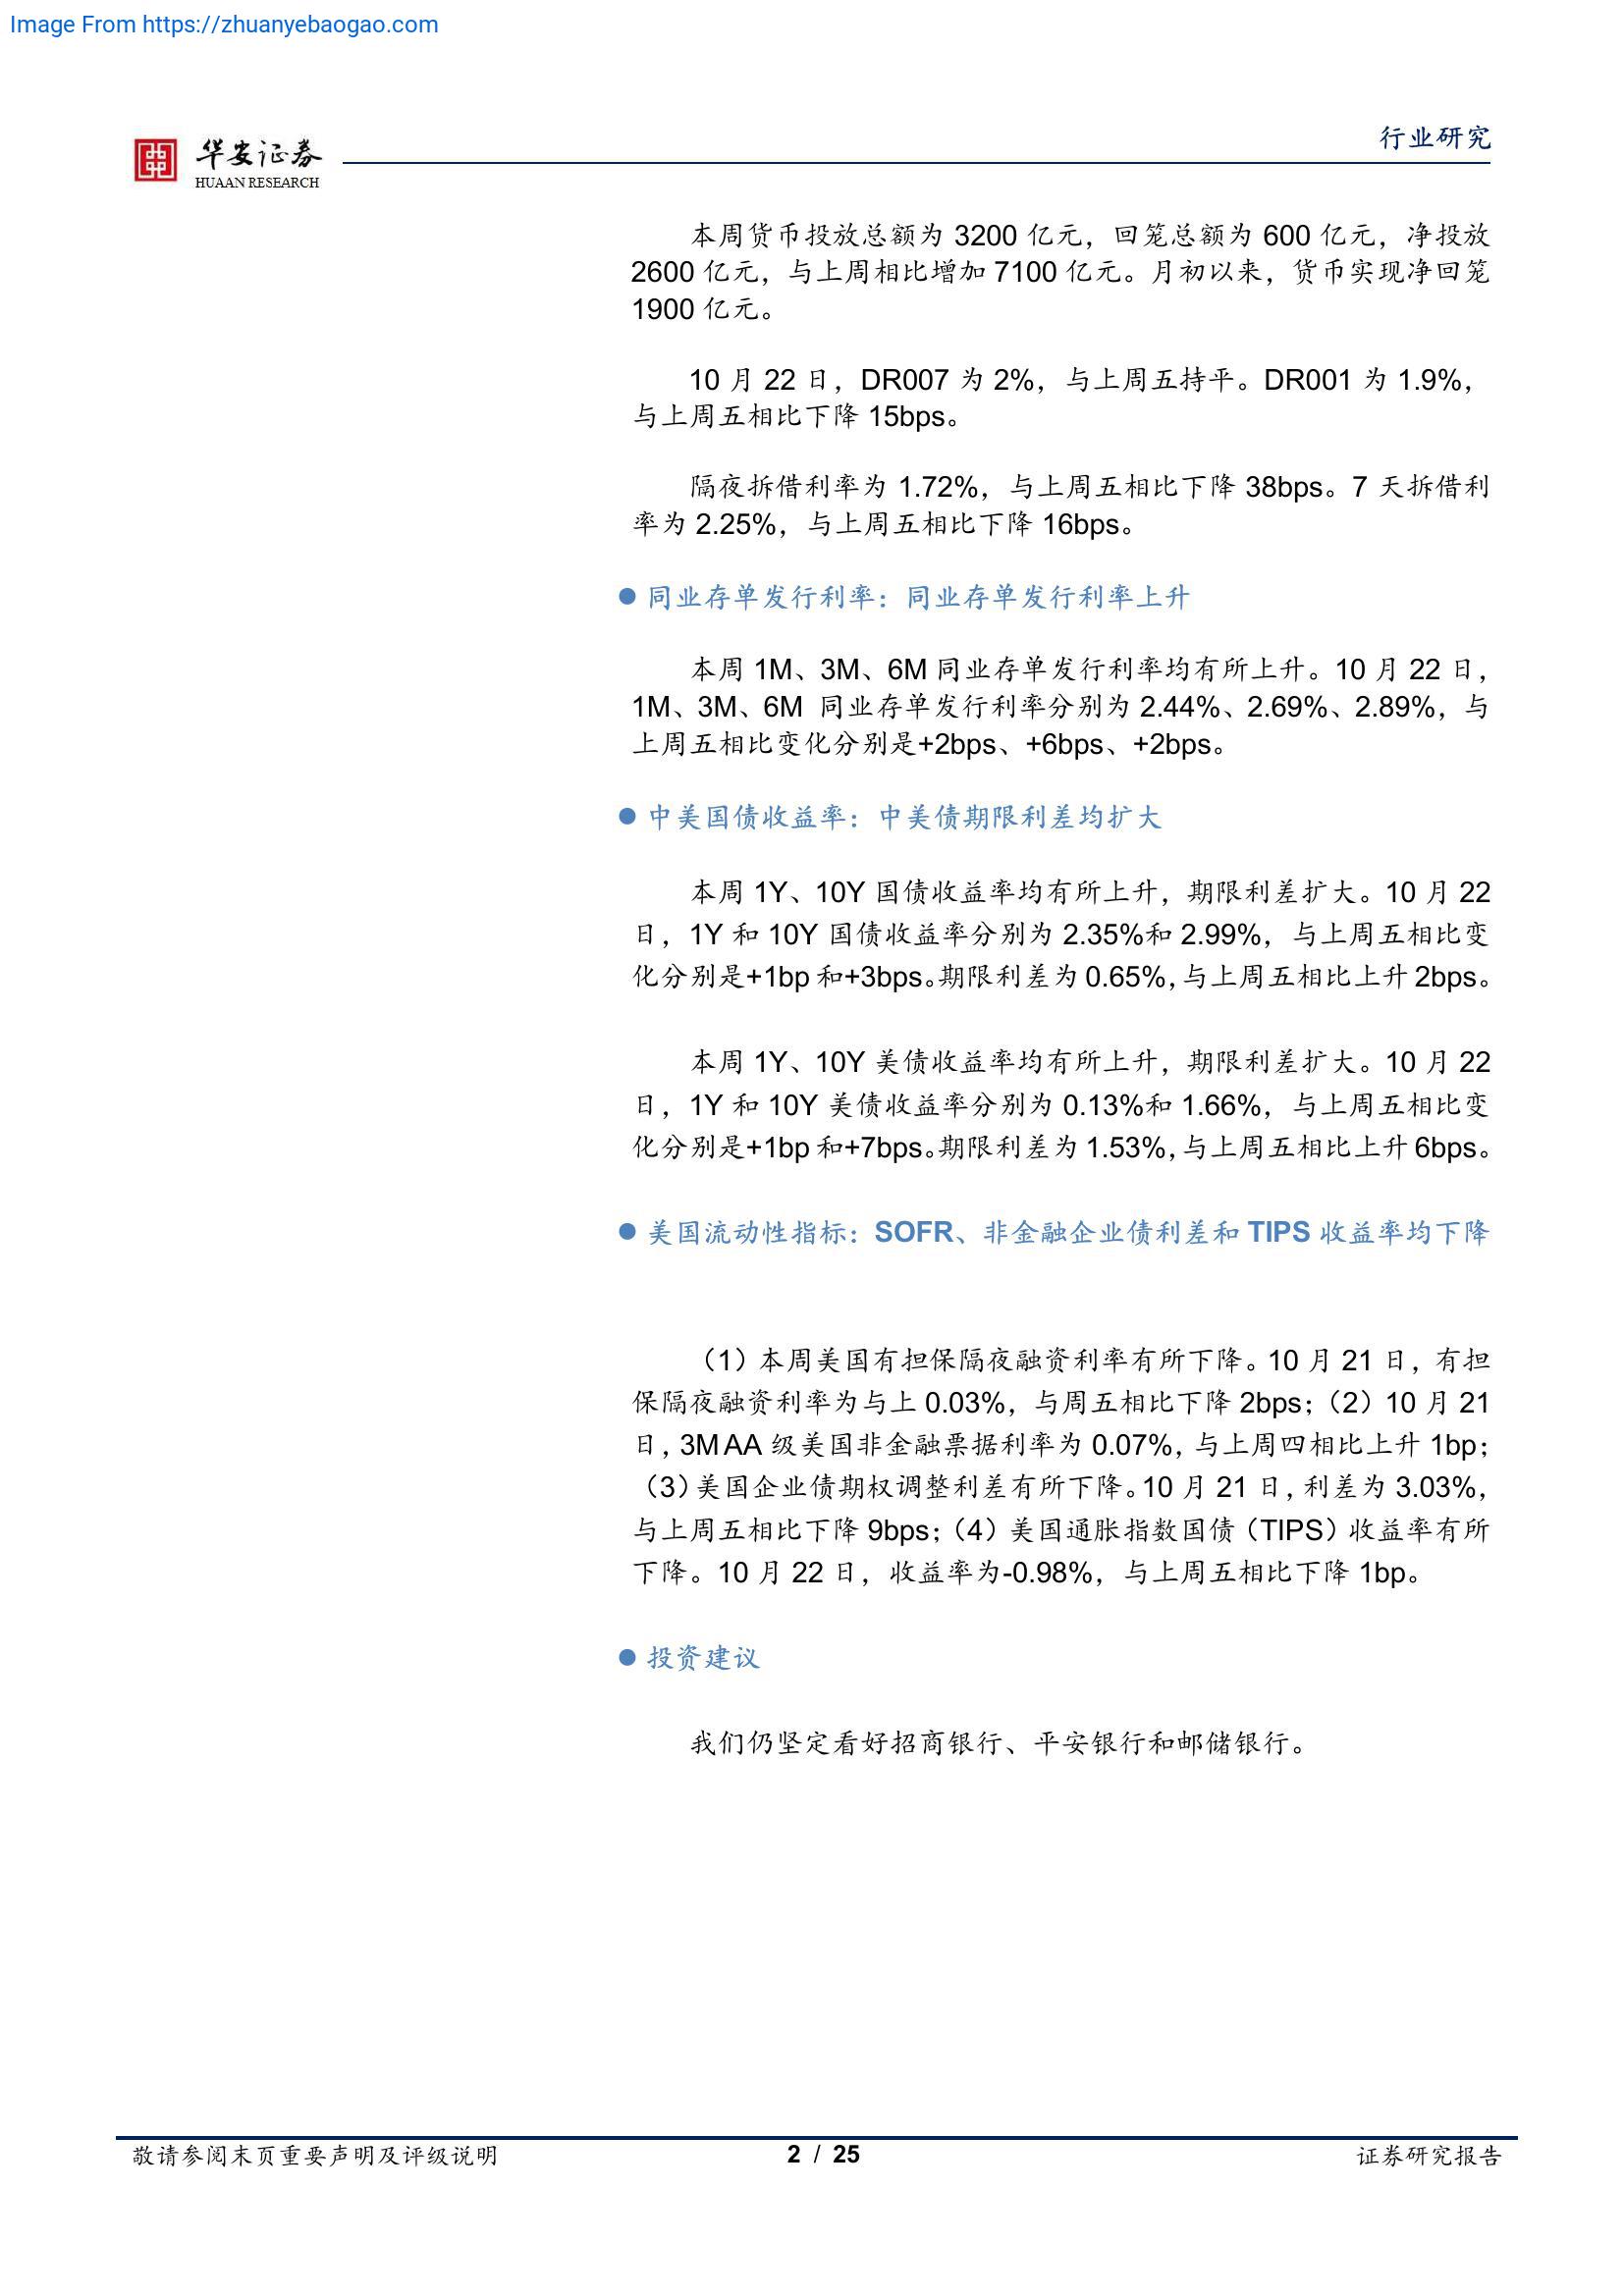 Image From https://zhuanyebaogao.com
华安证券
HUAAN RESEARCH
行业研究
本周货币投放总额为 3200 亿元，回笼总额为 600 亿元，净投放
2600 亿元，与上周相比增加 7100 亿元。月初以来，货币实现净回笼
1900 亿元。
10 月 22 日，DR007 为 2%，与上周五持平。DR001 为 1.9%，
与上周五相比下降 15bps。
隔夜拆借利率为 1.72%，与上周五相比下降 38bps。7 天拆借利
率为 2.25%，与上周五相比下降 16bps。
● 同业存单发行利率：同业存单发行利率上升
本周 1M、3M、6M 同业存单发行利率均有所上升。10 月 22 日，
1M、3M、6M 同业存单发行利率分别为 2.44%、2.69%、2.89%，与
上周五相比变化分别是+2bps、+6bps、+2bps。
● 中美国债收益率：中美债期限利差均扩大
本周 1Y、10Y 国债收益率均有所上升，期限利差扩大。10 月 22
日，1Y 和 10Y 国债收益率分别为 2.35%和 2.99%，与上周五相比变
化分别是+1bp 和+3bps。期限利差为 0.65%，与上周五相比上升 2bps。
本周 1Y、10Y 美债收益率均有所上升，期限利差扩大。10 月 22
日，1Y 和 10Y 美债收益率分别为 0.13%和 1.66%，与上周五相比变
化分别是+1bp 和+7bps。期限利差为 1.53%，与上周五相比上升 6bps。
● 美国流动性指标：SOFR、非金融企业债利差和 TIPS 收益率均下降
（1）本周美国有担保隔夜融资利率有所下降。10 月 21 日，有担
保隔夜融资利率为与上 0.03%，与周五相比下降 2bps；（2）10 月 21
日，3M AA 级美国非金融票据利率为 0.07%，与上周四相比上升 1bp；
（3）美国企业债期权调整利差有所下降。10 月 21 日，利差为 3.03%，
与上周五相比下降 9bps；（4）美国通胀指数国债（TIPS）收益率有所
下降。10 月 22 日，收益率为-0.98%，与上周五相比下降 1bp。
● 投资建议
我们仍坚定看好招商银行、平安银行和邮储银行。
敬请参阅末页重要声明及评级说明
2 / 25
证券研究报告